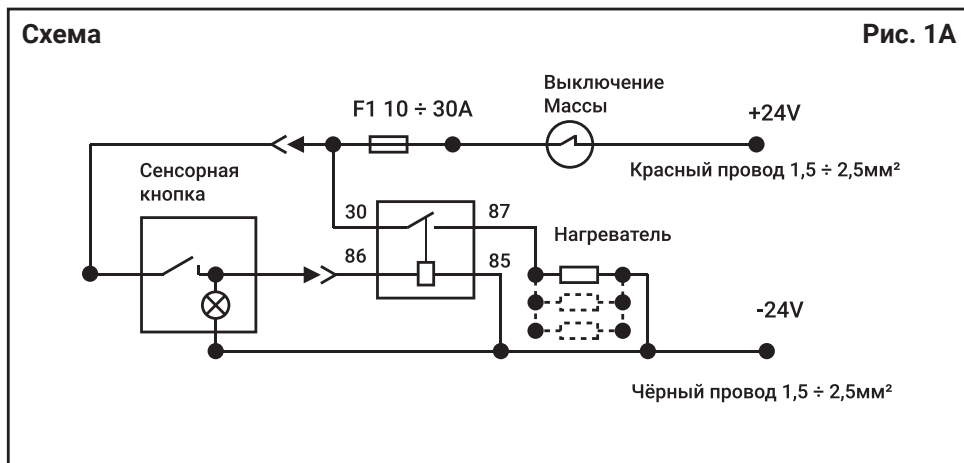 Схема
Рис. 1А
Выключение
Массы
F1 10 ÷ 30А
+24V
Красный провод 1,5 ÷ 2,5мм²
Сенсорная
кнопка
30
87
Нагреватель
86
85
-24V
Чёрный провод 1,5 ÷ 2,5мм²